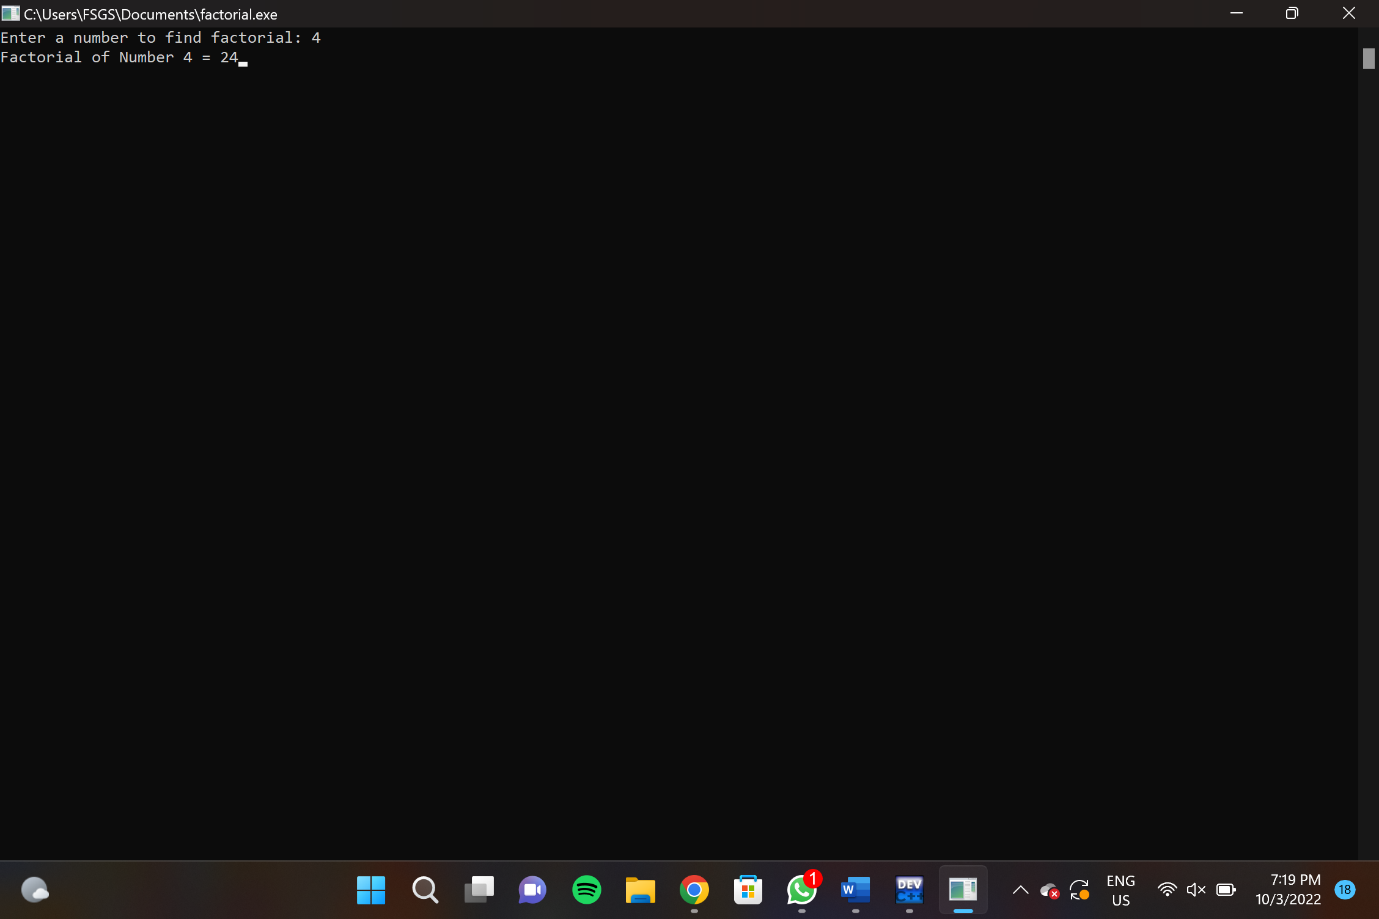 C:\Users\FSGS\Documents\factorial.exe
Enter a number to find factorial: 4
Factorial of Number 4 = 24
1
W
DEV
C++
ENG
US
7:19 PM
10/3/2022
18